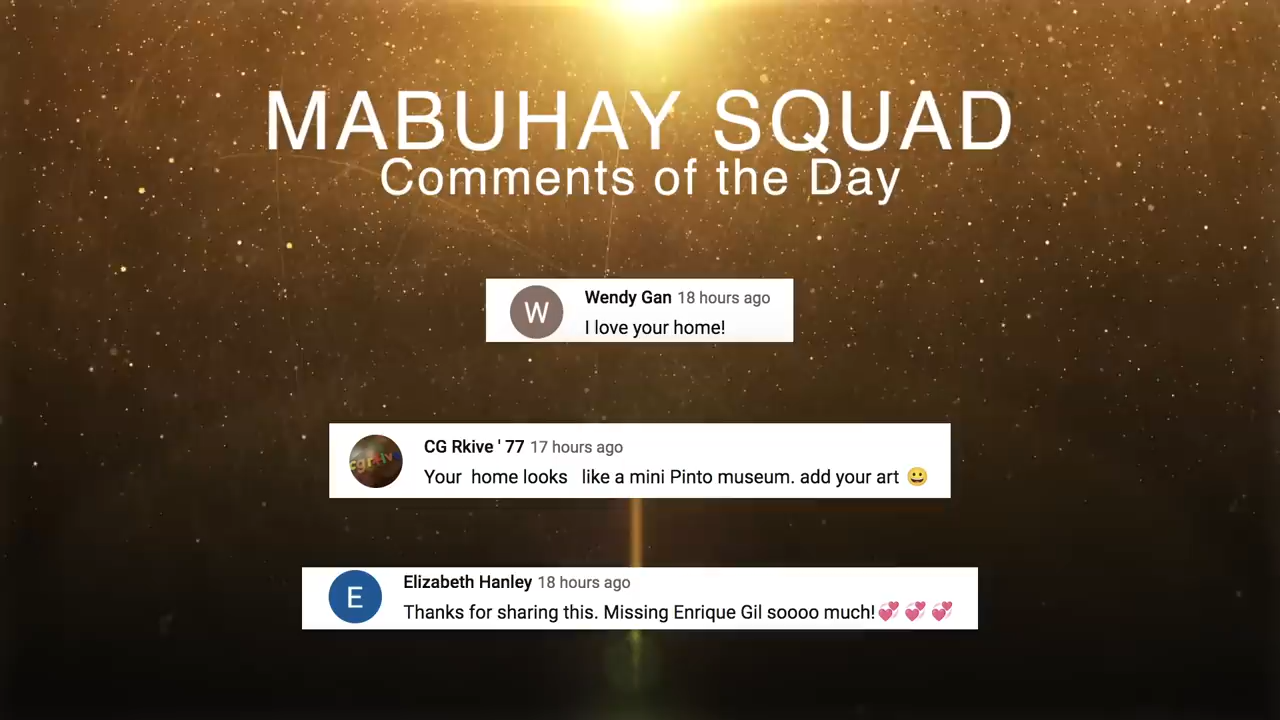 MABUHAY SQUAD
Comments of the Day
W
Wendy Gan 18 hours ago
I love your home!
CG Rkive ' 77 17 hours ago
Your home looks like a mini Pinto museum. add your art 😀
E
Elizabeth Hanley 18 hours ago
Thanks for sharing this. Missing Enrique Gil soooo much!💞 💞 💞